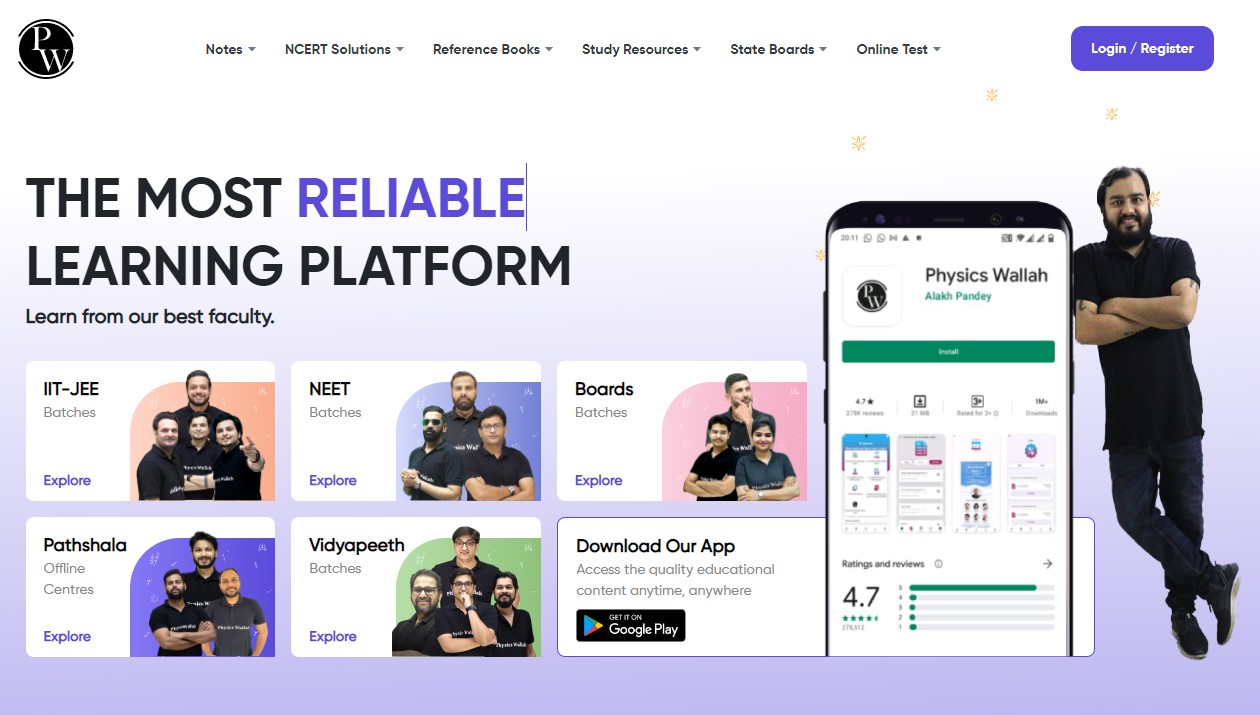 PW
Notes
NCERT Solutions
Reference Books
Study Resources
State Boards
Online Test
Login / Register
THE MOST RELIABLE
LEARNING PLATFORM
Learn from our best faculty.
IIT-JEE
Batches
Explore
NEET
Batches
Explore
Boards
Batches
Explore
Pathshala
Offline
Centres
Explore
Vidyapeeth
Batches
Explore
Download Our App
Access the quality educational
content anytime, anywhere
GET IT ON
Google Play
20:11
PW
Physics Wallah
Alakh Pandey
Install
4.7★
278K reviews
21 MB
3+
Rated for 3+
1M+
Downloads
Ratings and reviews
4.7
278,512
5
4
3
2
1